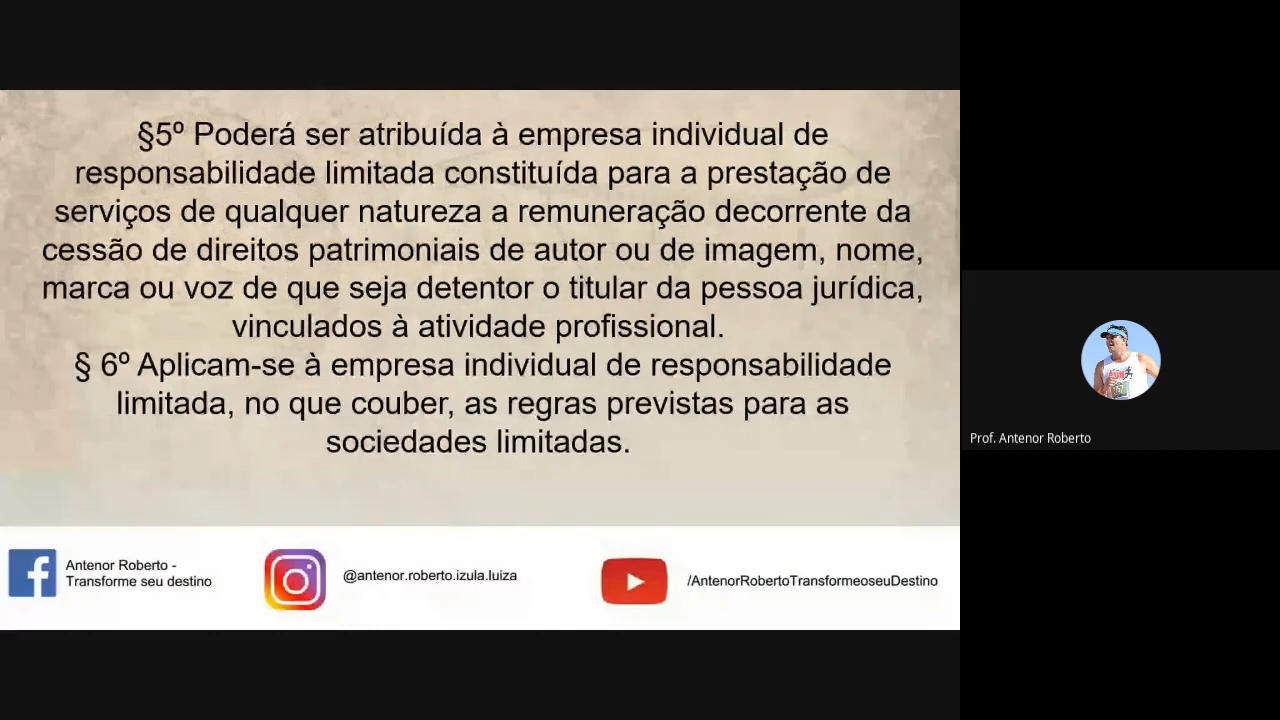 §5º Poderá ser atribuída à empresa individual de
responsabilidade limitada constituída para a prestação de
serviços de qualquer natureza a remuneração decorrente da
cessão de direitos patrimoniais de autor ou de imagem, nome,
marca ou voz de que seja detentor o titular da pessoa jurídica,
vinculados à atividade profissional.
§ 6º Aplicam-se à empresa individual de responsabilidade
limitada, no que couber, as regras previstas para as
sociedades limitadas.
Antenor Roberto -
Transforme seu destino
@antenor.roberto.izula.luiza
/AntenorRobertoTransformeoseuDestino
Prof. Antenor Roberto